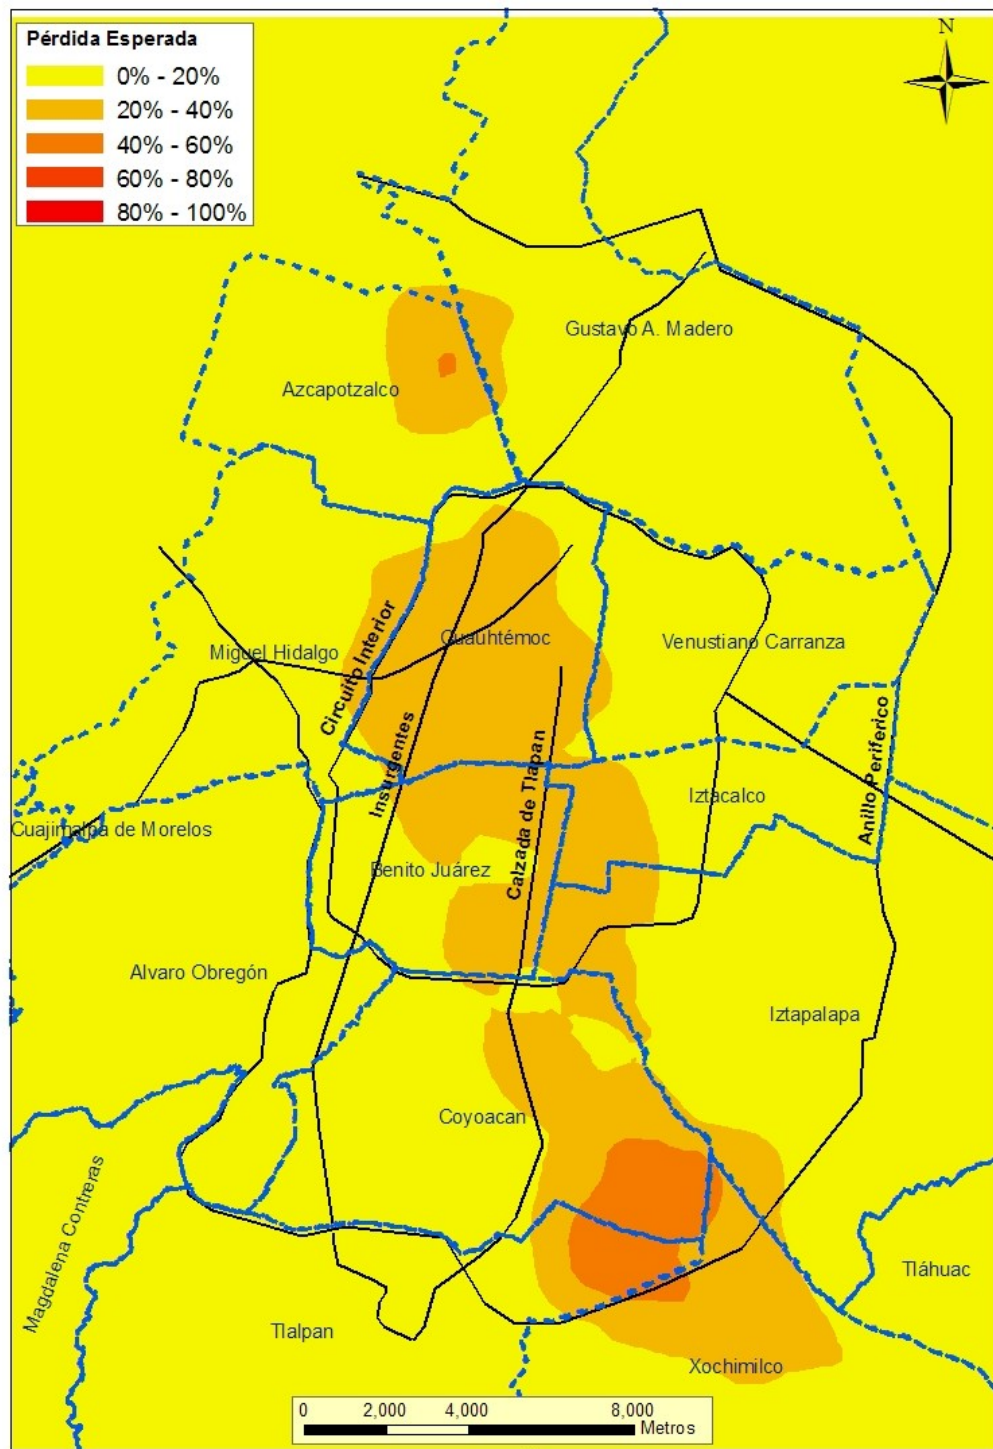 Pérdida Esperada
0% - 20%
20% - 40%
40% - 60%
60% - 80%
80% - 100%
N
Gustavo A. Madero
Azcapotzalco
Cuauhtémoc
Venustiano Carranza
Miguel Hidalgo
Circuito Interior
Insurgentes
Calzada de Tlapan
Anillo Periferico
Iztacalco
Cuajimalpa de Morelos
Benito Juárez
Alvaro Obregón
Iztapalapa
Coyoacan
Magdalena Contreras
Tláhuac
Tlalpan
Xochimilco
0 2,000 4,000 8,000
Metros